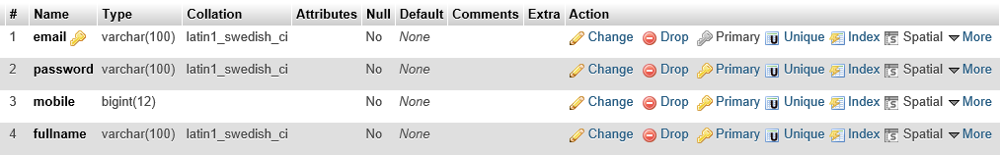 # Name Type Collation Attributes Null Default Comments Extra Action
1 email varchar(100) latin1_swedish_ci No None Change Drop Primary Unique Index Spatial More
2 password varchar(100) latin1_swedish_ci No None Change Drop Primary Unique Index Spatial More
3 mobile bigint(12) No None Change Drop Primary Unique Index Spatial More
4 fullname varchar(100) latin1_swedish_ci No None Change Drop Primary Unique Index Spatial More